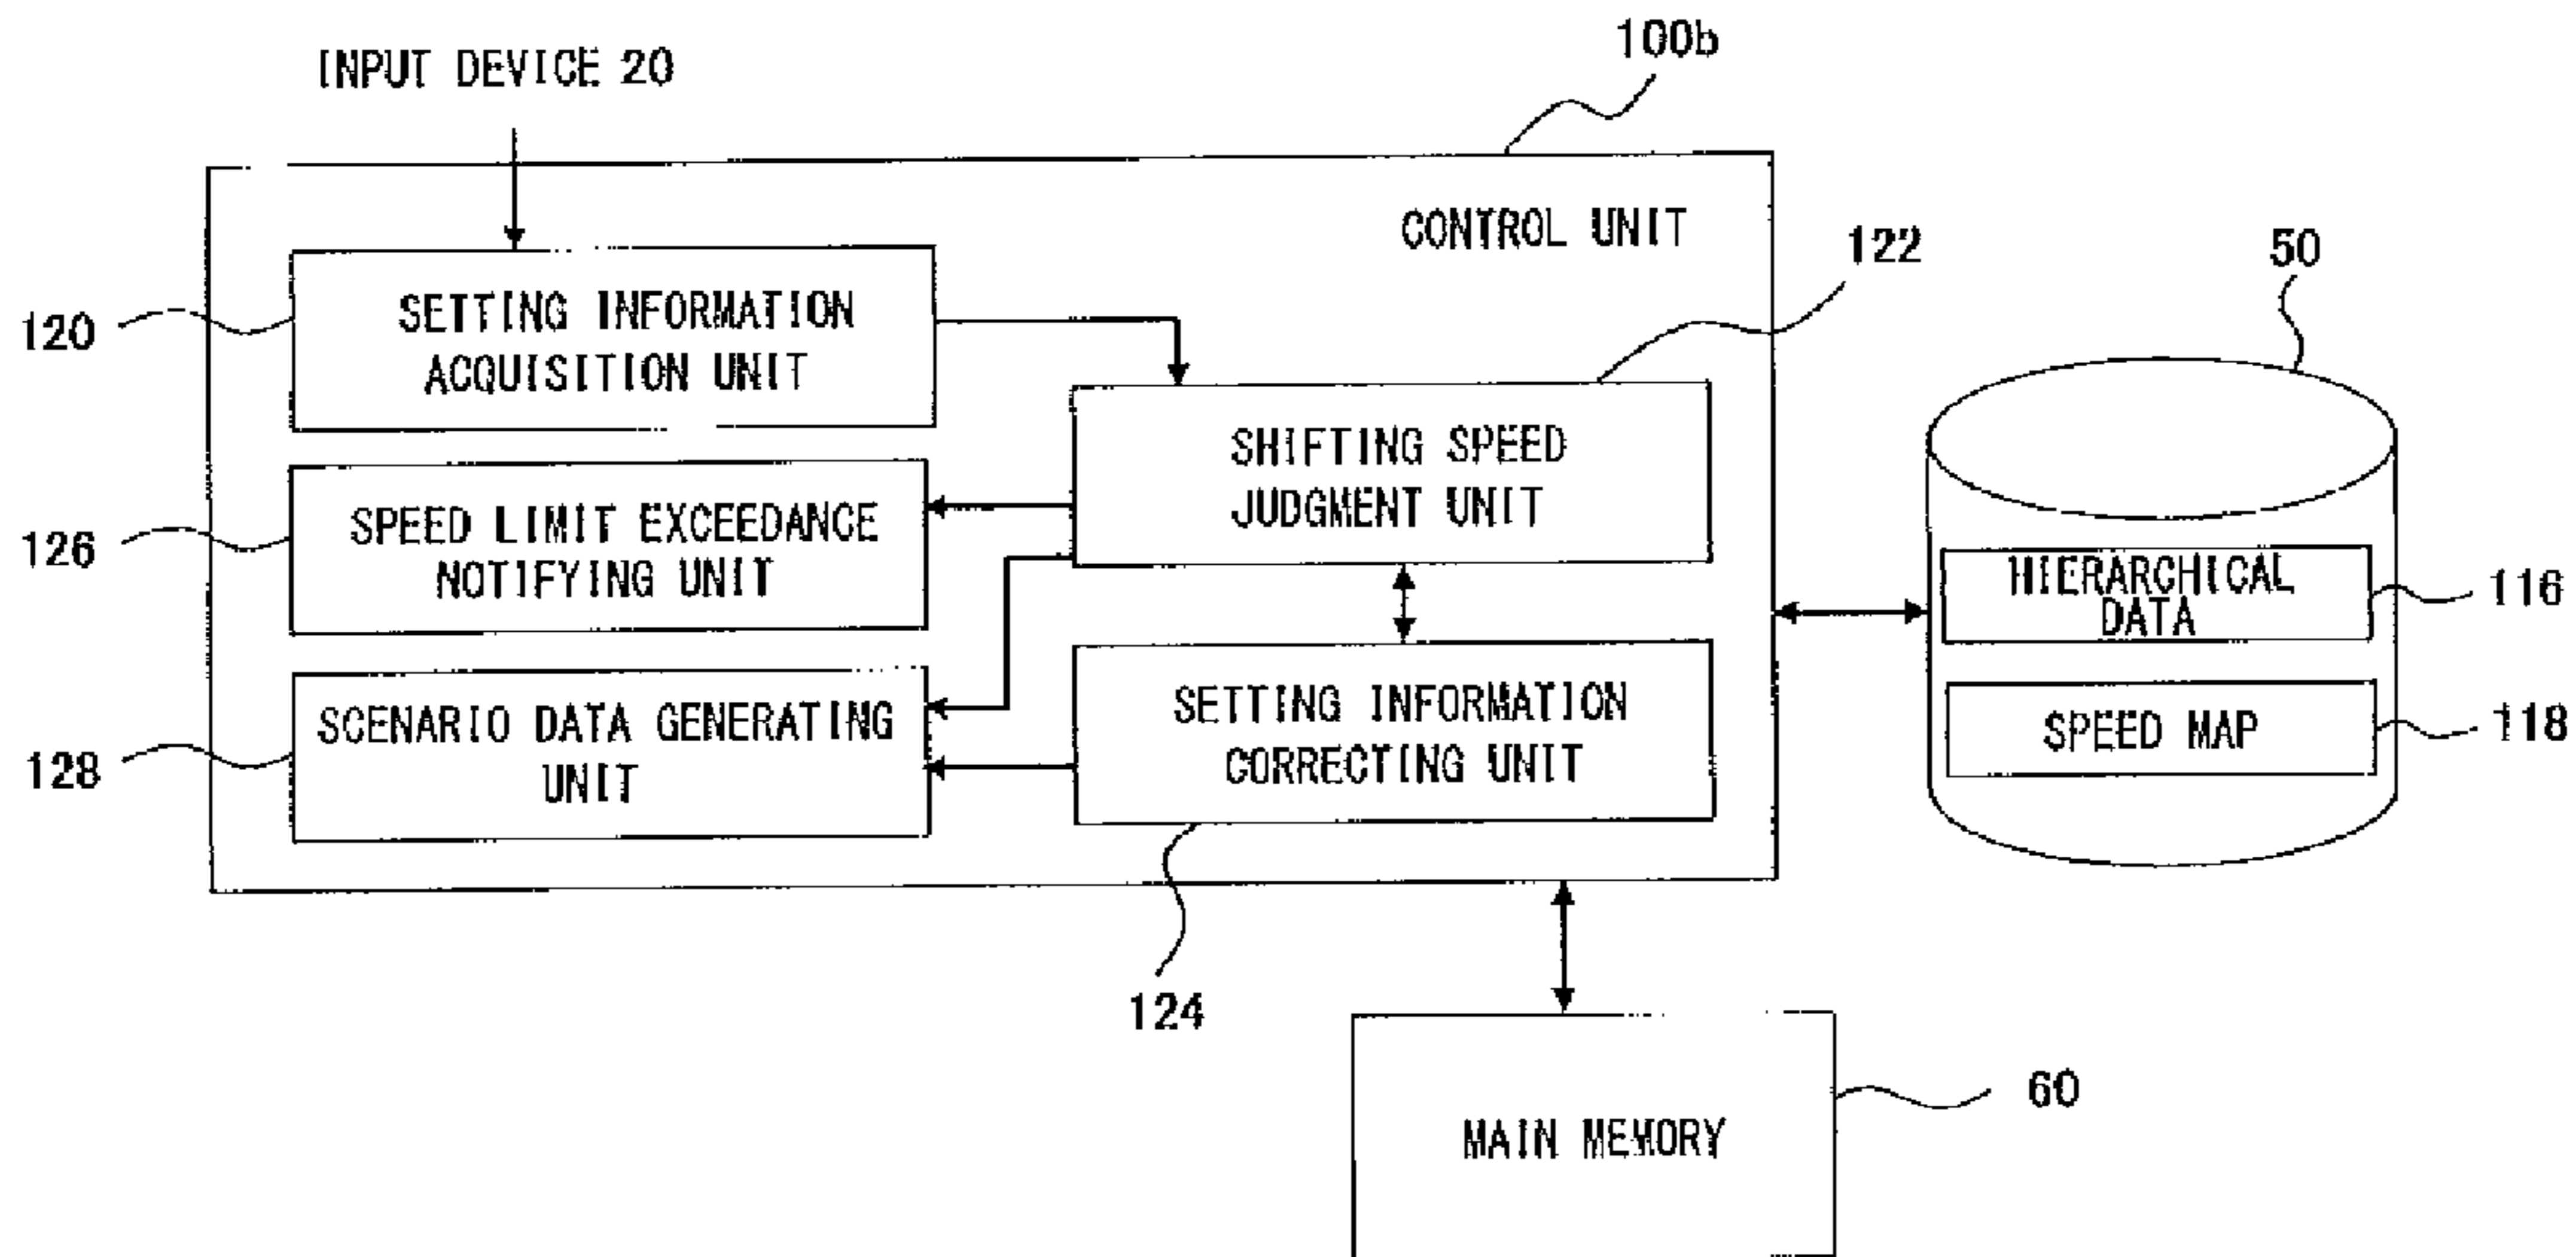 INPUT DEVICE 20
100b
CONTROL UNIT
122
50
120
SETTING INFORMATION
ACQUISITION UNIT
SHIFTING SPEED
JUDGMENT UNIT
126
SPEED LIMIT EXCEEDANCE
NOTIFYING UNIT
HIERARCHICAL
DATA
116
128
SCENARIO DATA GENERATING
UNIT
SETTING INFORMATION
CORRECTING UNIT
SPEED MAP
118
124
MAIN MEMORY
60